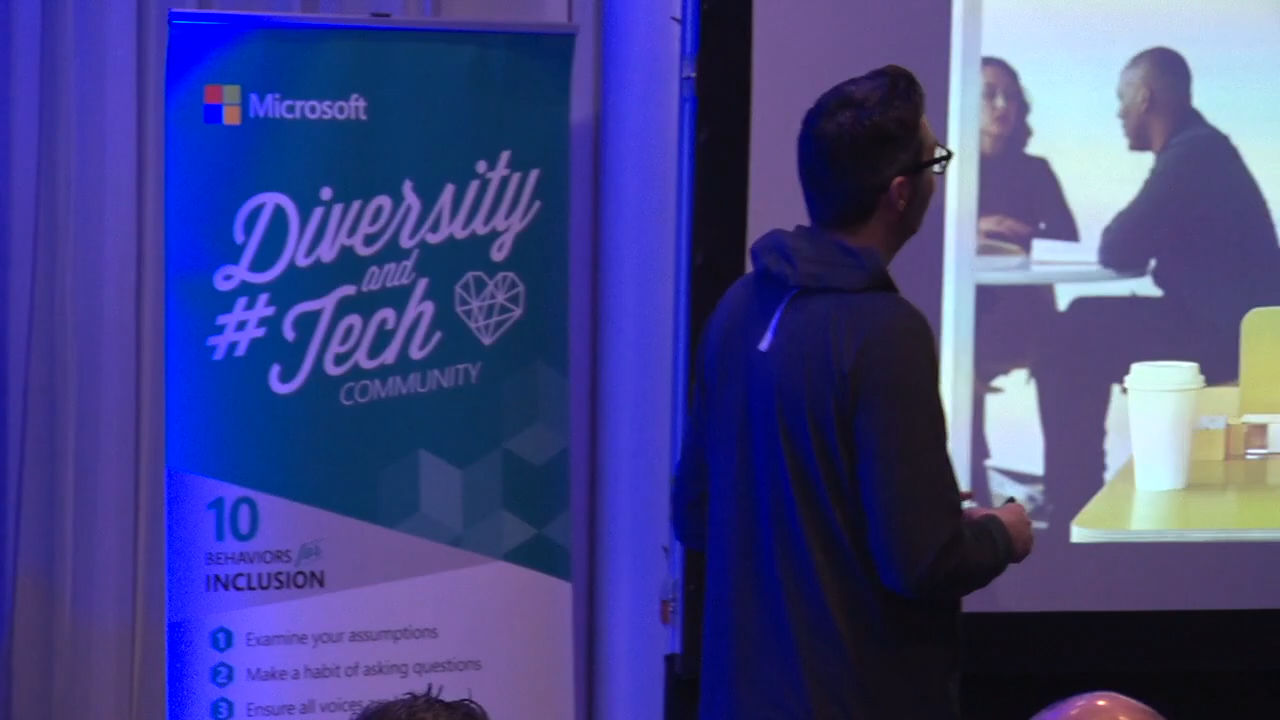 Microsoft
Diversity
and
#Tech
COMMUNITY
10
BEHAVIORS for
INCLUSION
1 Examine your assumptions
2 Make a habit of asking questions
3 Ensure all voices